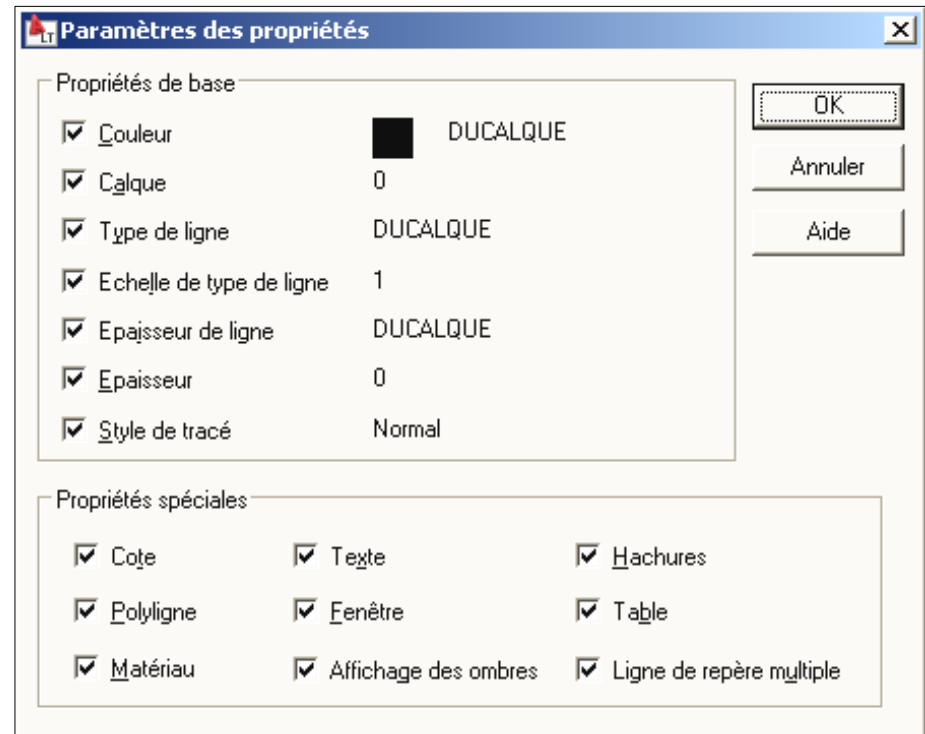 LT Paramètres des propriétés
Propriétés de base
OK
Couleur DUCALQUE
Annuler
Calque 0
Type de ligne DUCALQUE
Aide
Echelle de type de ligne 1
Epaisseur de ligne DUCALQUE
Epaisseur 0
Style de tracé Normal
Propriétés spéciales
Cote Texte Hachures
Polyligne Fenêtre Table
Matériau Affichage des ombres Ligne de repère multiple